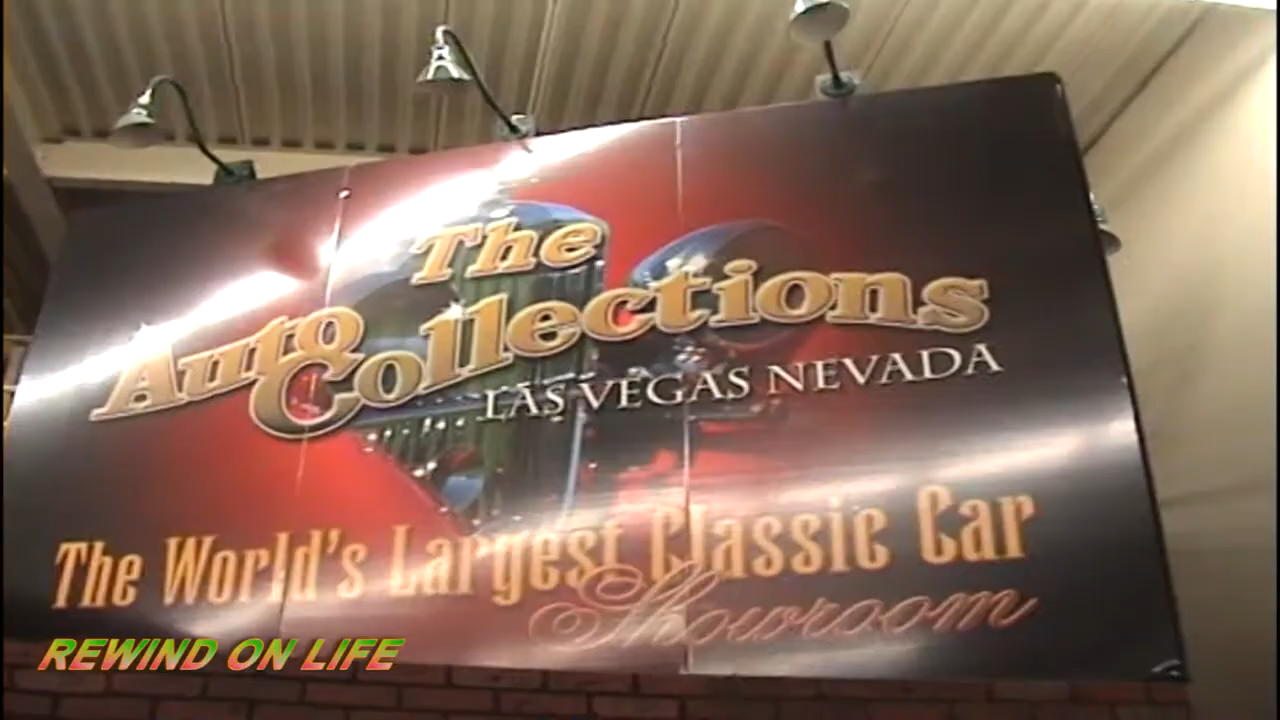 The
Auto Collections
LAS VEGAS NEVADA
The World's Largest Classic Car
Showroom
REWIND ON LIFE